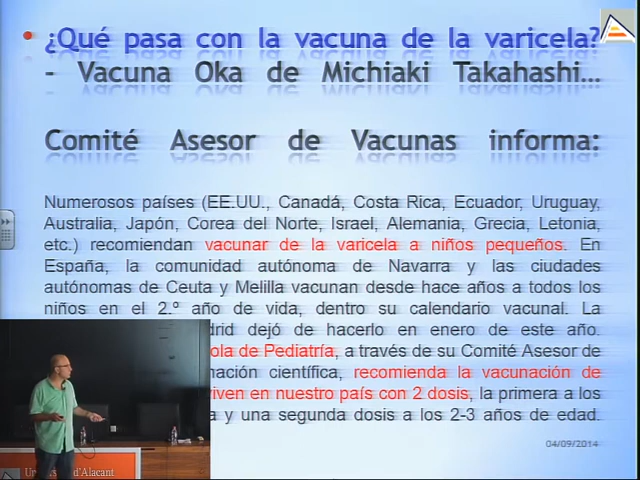 ¿Qué pasa con la vacuna de la varicela?
- Vacuna Oka de Michiaki Takahashi...
Comité Asesor de Vacunas informa:
Numerosos países (EE.UU., Canadá, Costa Rica, Ecuador, Uruguay,
Australia, Japón, Corea del Norte, Israel, Alemania, Grecia, Letonia,
etc.) recomiendan vacunar de la varicela a niños pequeños. En
España, la comunidad autónoma de Navarra y las ciudades
autónomas de Ceuta y Melilla vacunan desde hace años a todos los
niños en el 2.º año de vida, dentro su calendario vacunal. La
drid dejó de hacerlo en enero de este año.
ola de Pediatría, a través de su Comité Asesor de
nación científica, recomienda la vacunación de
viven en nuestro país con 2 dosis, la primera a los
a y una segunda dosis a los 2-3 años de edad.
04/09/2014
d'Alacant